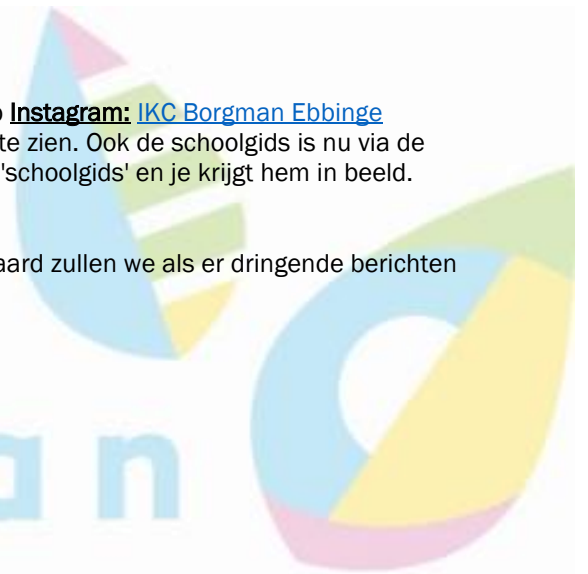 Instagram: IKC Borgman Ebbinge
te zien. Ook de schoolgids is nu via de
'schoolgids' en je krijgt hem in beeld.
aard zullen we als er dringende berichten
an